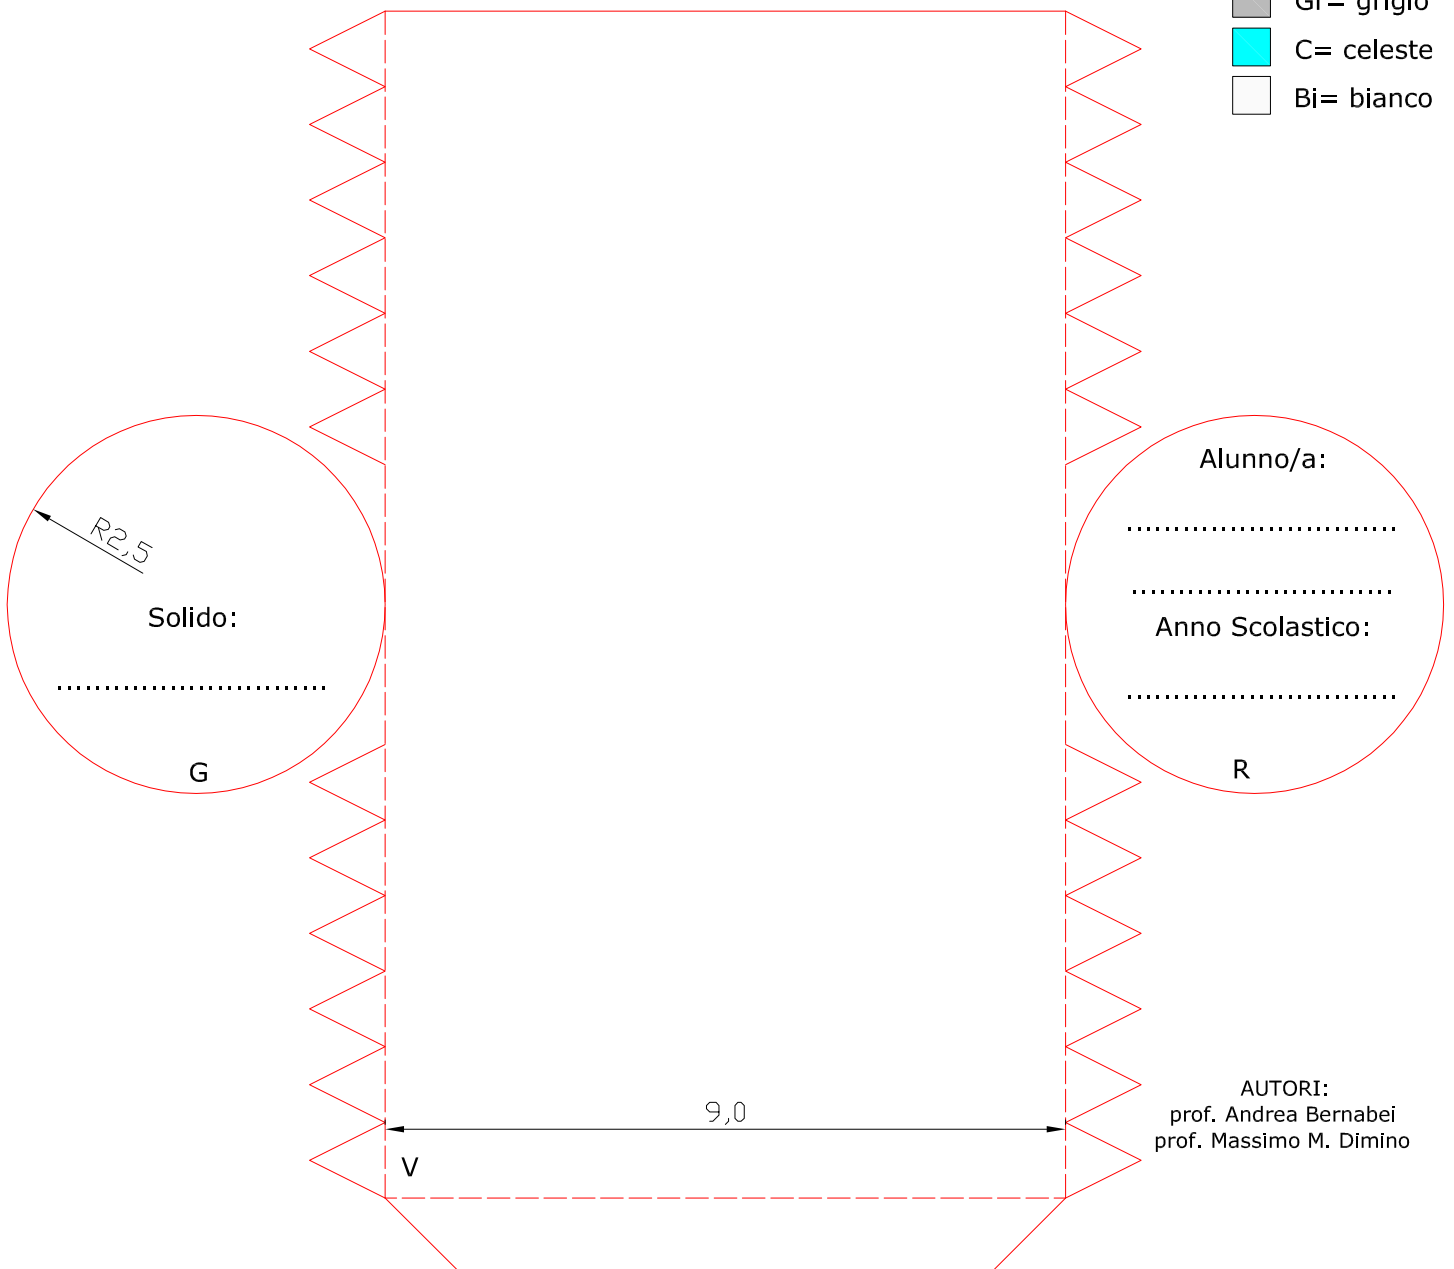 Gr= grigio
C= celeste
Bi= bianco
R2,5
Solido:
............................
G
Alunno/a:
............................
............................
Anno Scolastico:
............................
R
9,0
V
AUTORI:
prof. Andrea Bernabei
prof. Massimo M. Dimino